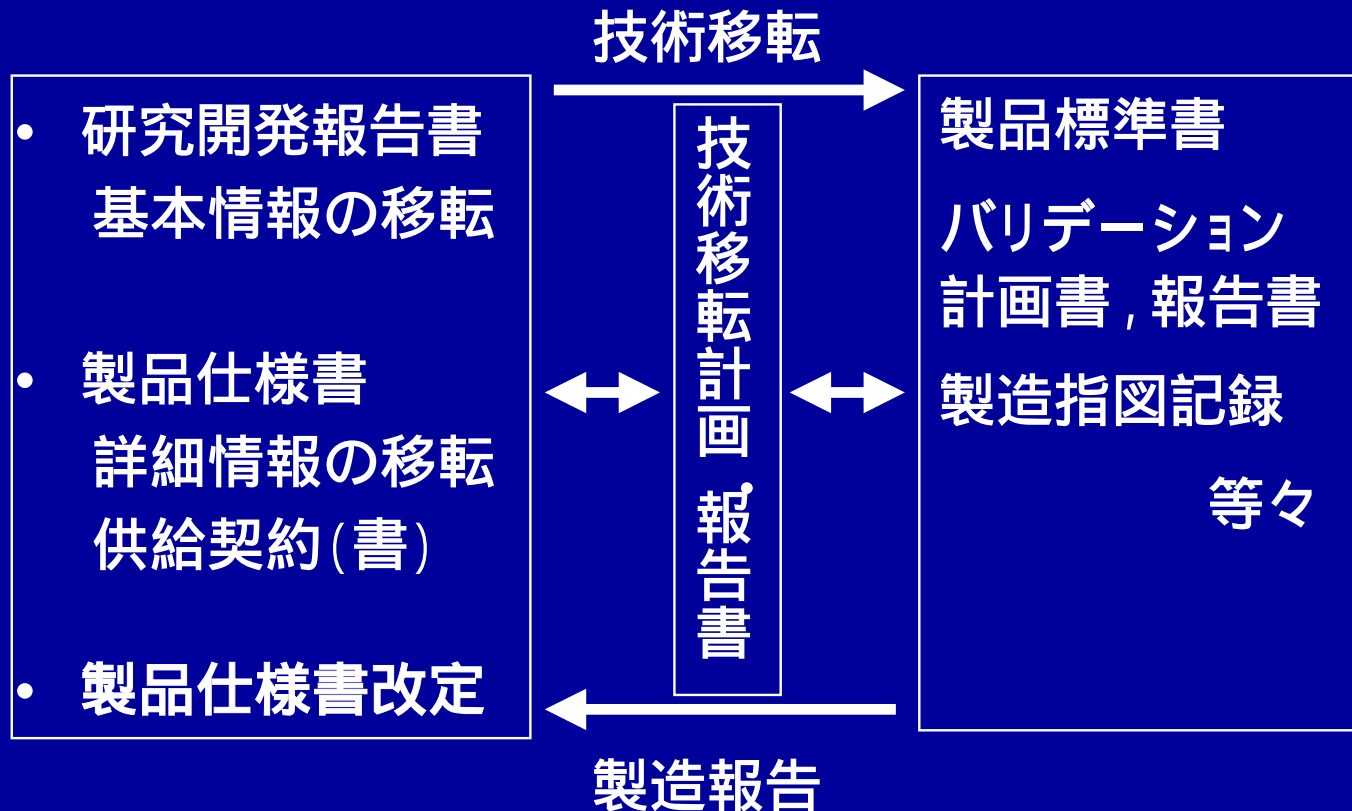 技術移転
• 研究開発報告書
基本情報の移転
• 製品仕様書
詳細情報の移転
供給契約(書)
• 製品仕様書改定
技術移転計画・報告書
製品標準書
バリデーション
計画書,報告書
製造指図記録
等々
製造報告